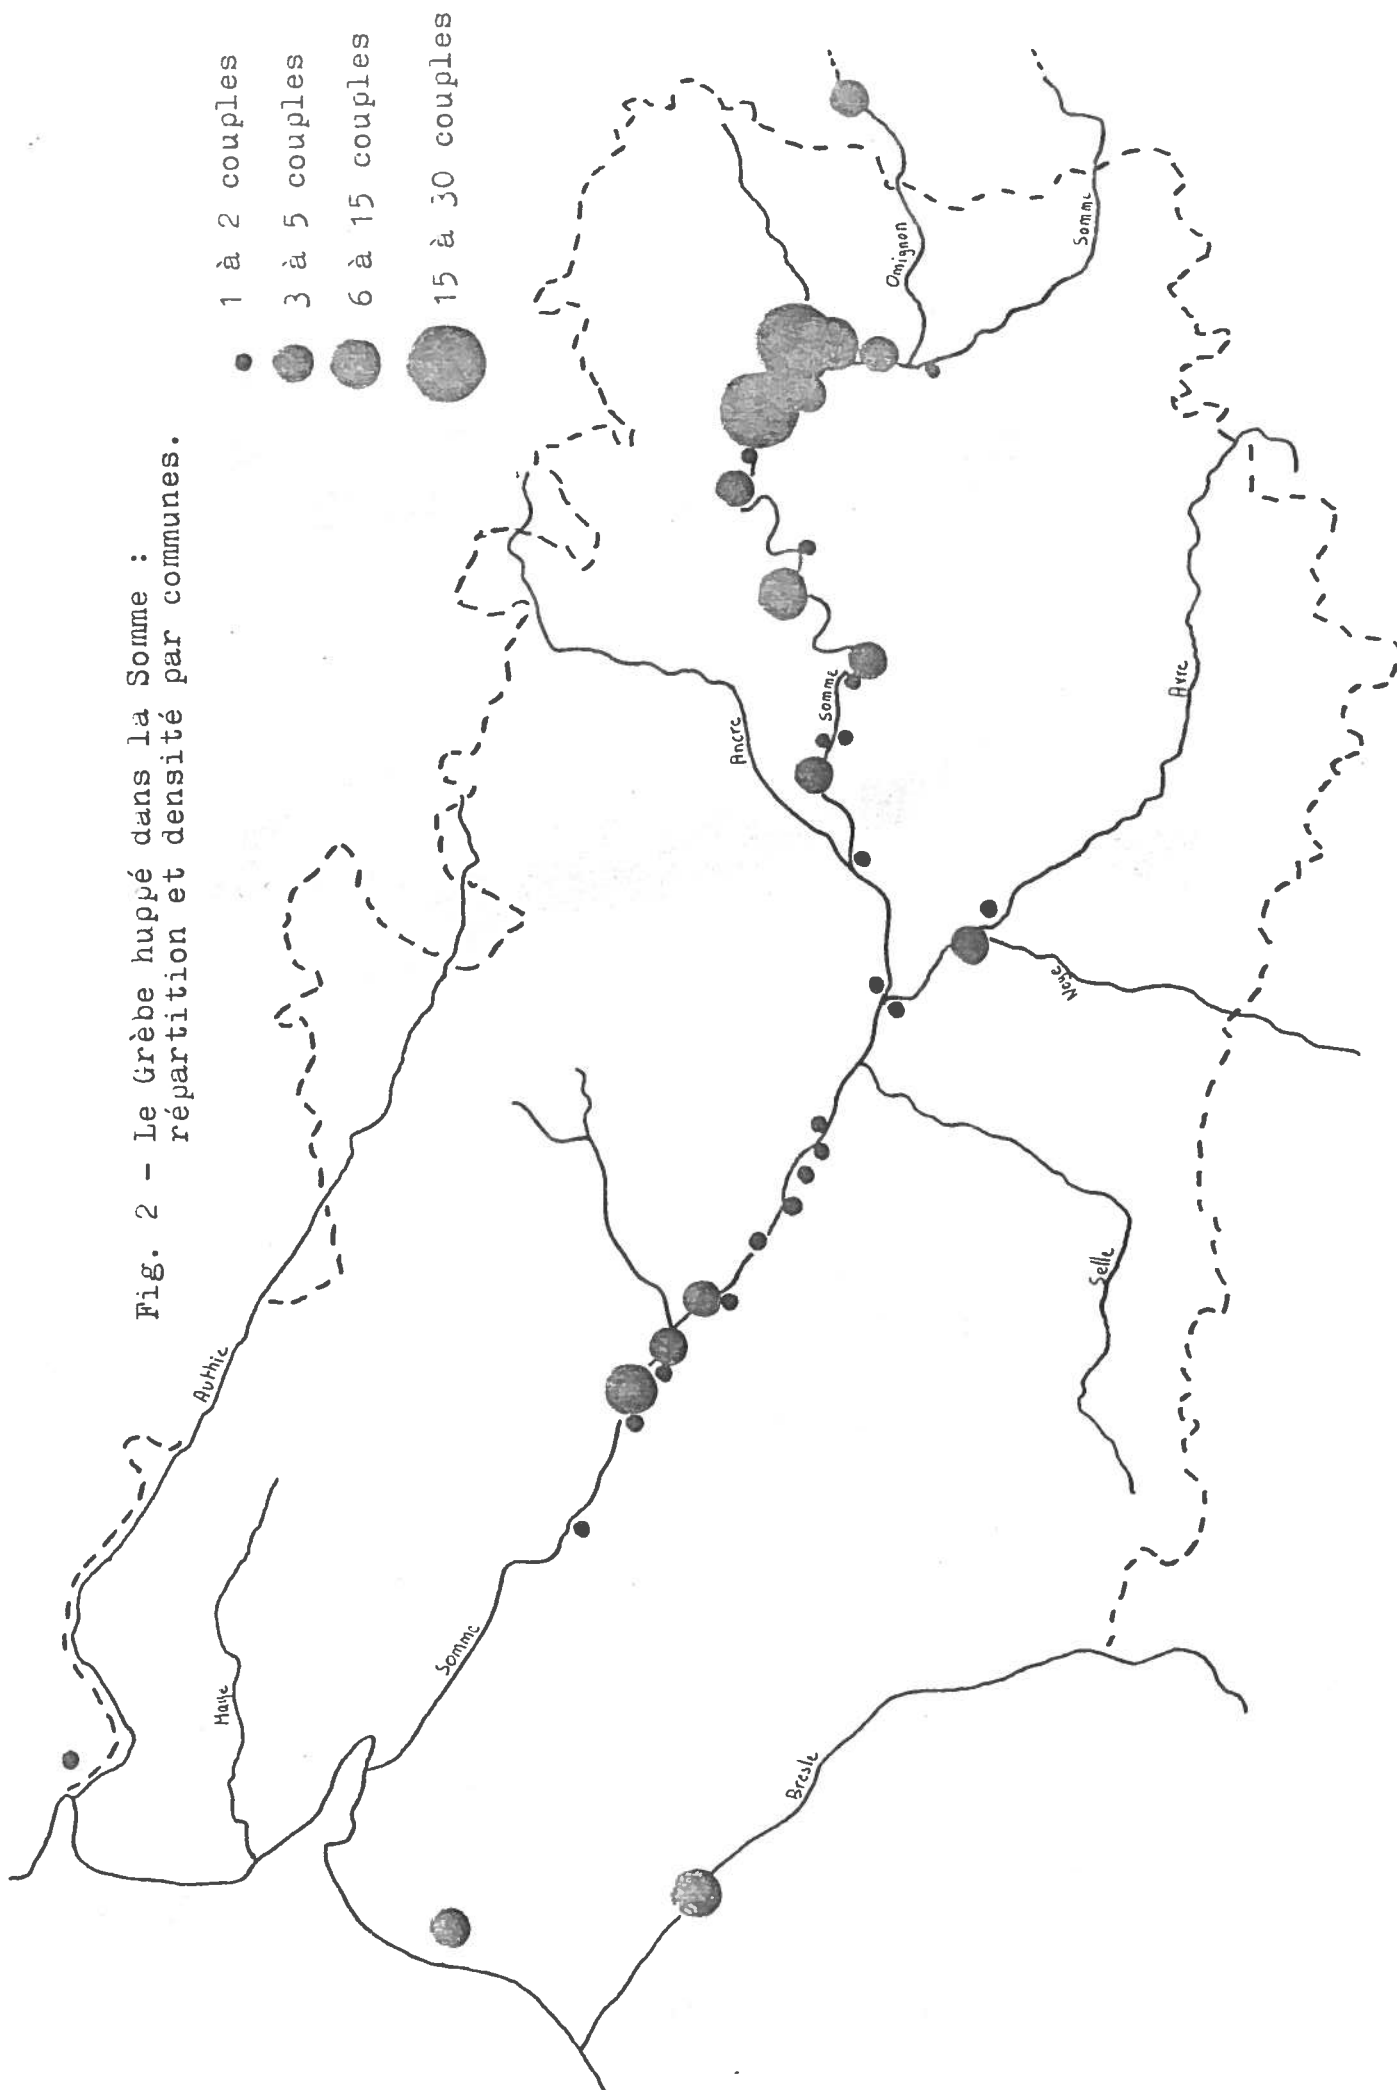 Fig. 2 - Le Grèbe huppé dans la Somme :
répartition et densité par communes.
1 à 2 couples
3 à 5 couples
6 à 15 couples
15 à 30 couples
Authie
Maye
Somme
Bresle
Ancre
Somme
Omignon
Somme
Avre
Noye
Selle